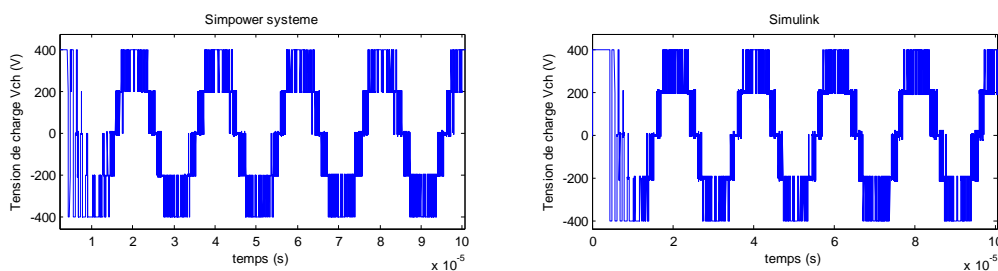 Simpower systeme
Tension de charge Vch (V)
400
200
0
-200
-400
1 2 3 4 5 6 7 8 9 10
temps (s)
x 10^-5
Simulink
Tension de charge Vch (V)
400
200
0
-200
-400
0 2 4 6 8 10
temps (s)
x 10^-5